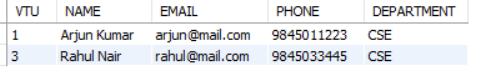 VTU NAME EMAIL PHONE DEPARTMENT
1 Arjun Kumar arjun@mail.com 9845011223 CSE
3 Rahul Nair rahul@mail.com 9845033445 CSE